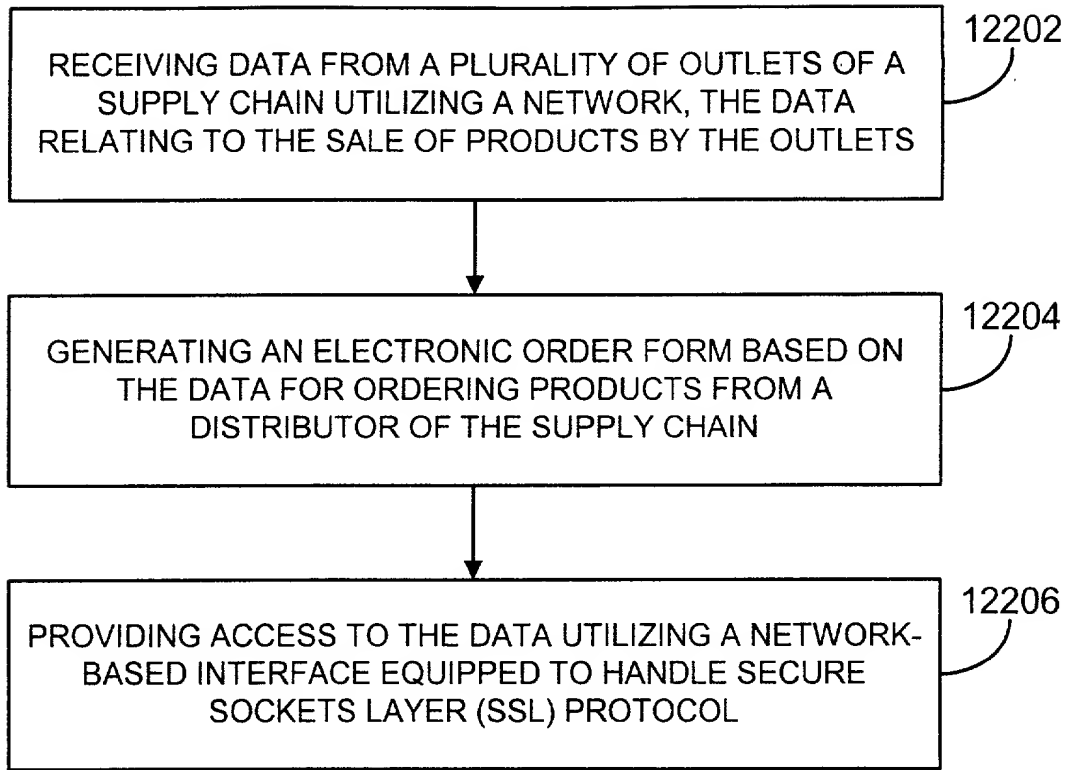 12202
RECEIVING DATA FROM A PLURALITY OF OUTLETS OF A
SUPPLY CHAIN UTILIZING A NETWORK, THE DATA
RELATING TO THE SALE OF PRODUCTS BY THE OUTLETS
12204
GENERATING AN ELECTRONIC ORDER FORM BASED ON
THE DATA FOR ORDERING PRODUCTS FROM A
DISTRIBUTOR OF THE SUPPLY CHAIN
12206
PROVIDING ACCESS TO THE DATA UTILIZING A NETWORK-
BASED INTERFACE EQUIPPED TO HANDLE SECURE
SOCKETS LAYER (SSL) PROTOCOL